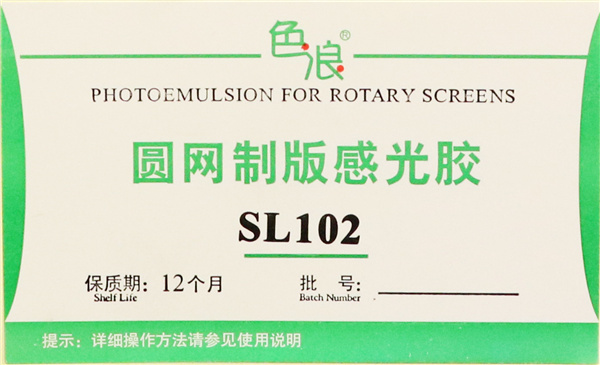 色浪®
PHOTOEMULSION FOR ROTARY SCREENS
圆网制版感光胶
SL102
保质期：12个月 批 号：
Shelf Life Batch Number
提示：详细操作方法请参见使用说明